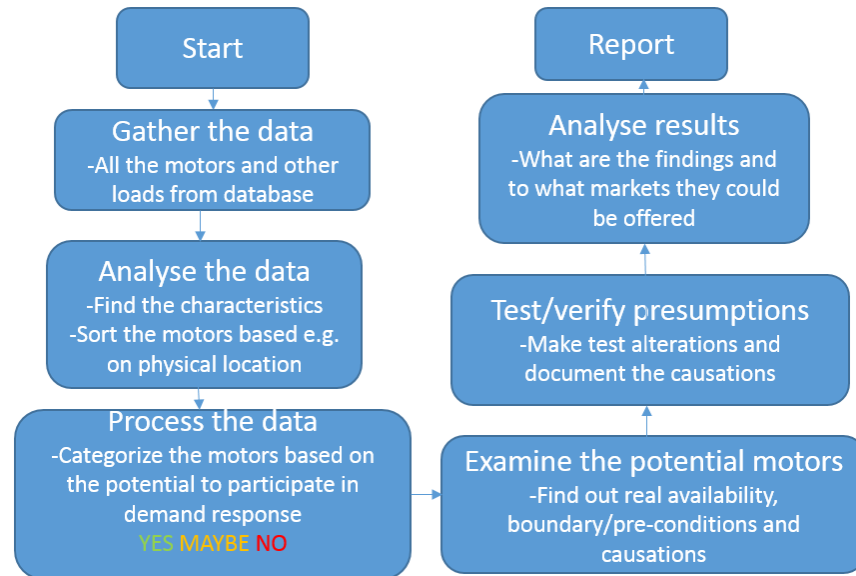 Start
Gather the data
-All the motors and other
loads from database
Analyse the data
-Find the characteristics
-Sort the motors based e.g.
on physical location
Process the data
-Categorize the motors based on
the potential to participate in
demand response
YES MAYBE NO
Examine the potential motors
-Find out real availability,
boundary/pre-conditions and
causations
Test/verify presumptions
-Make test alterations and
document the causations
Analyse results
-What are the findings and
to what markets they could
be offered
Report